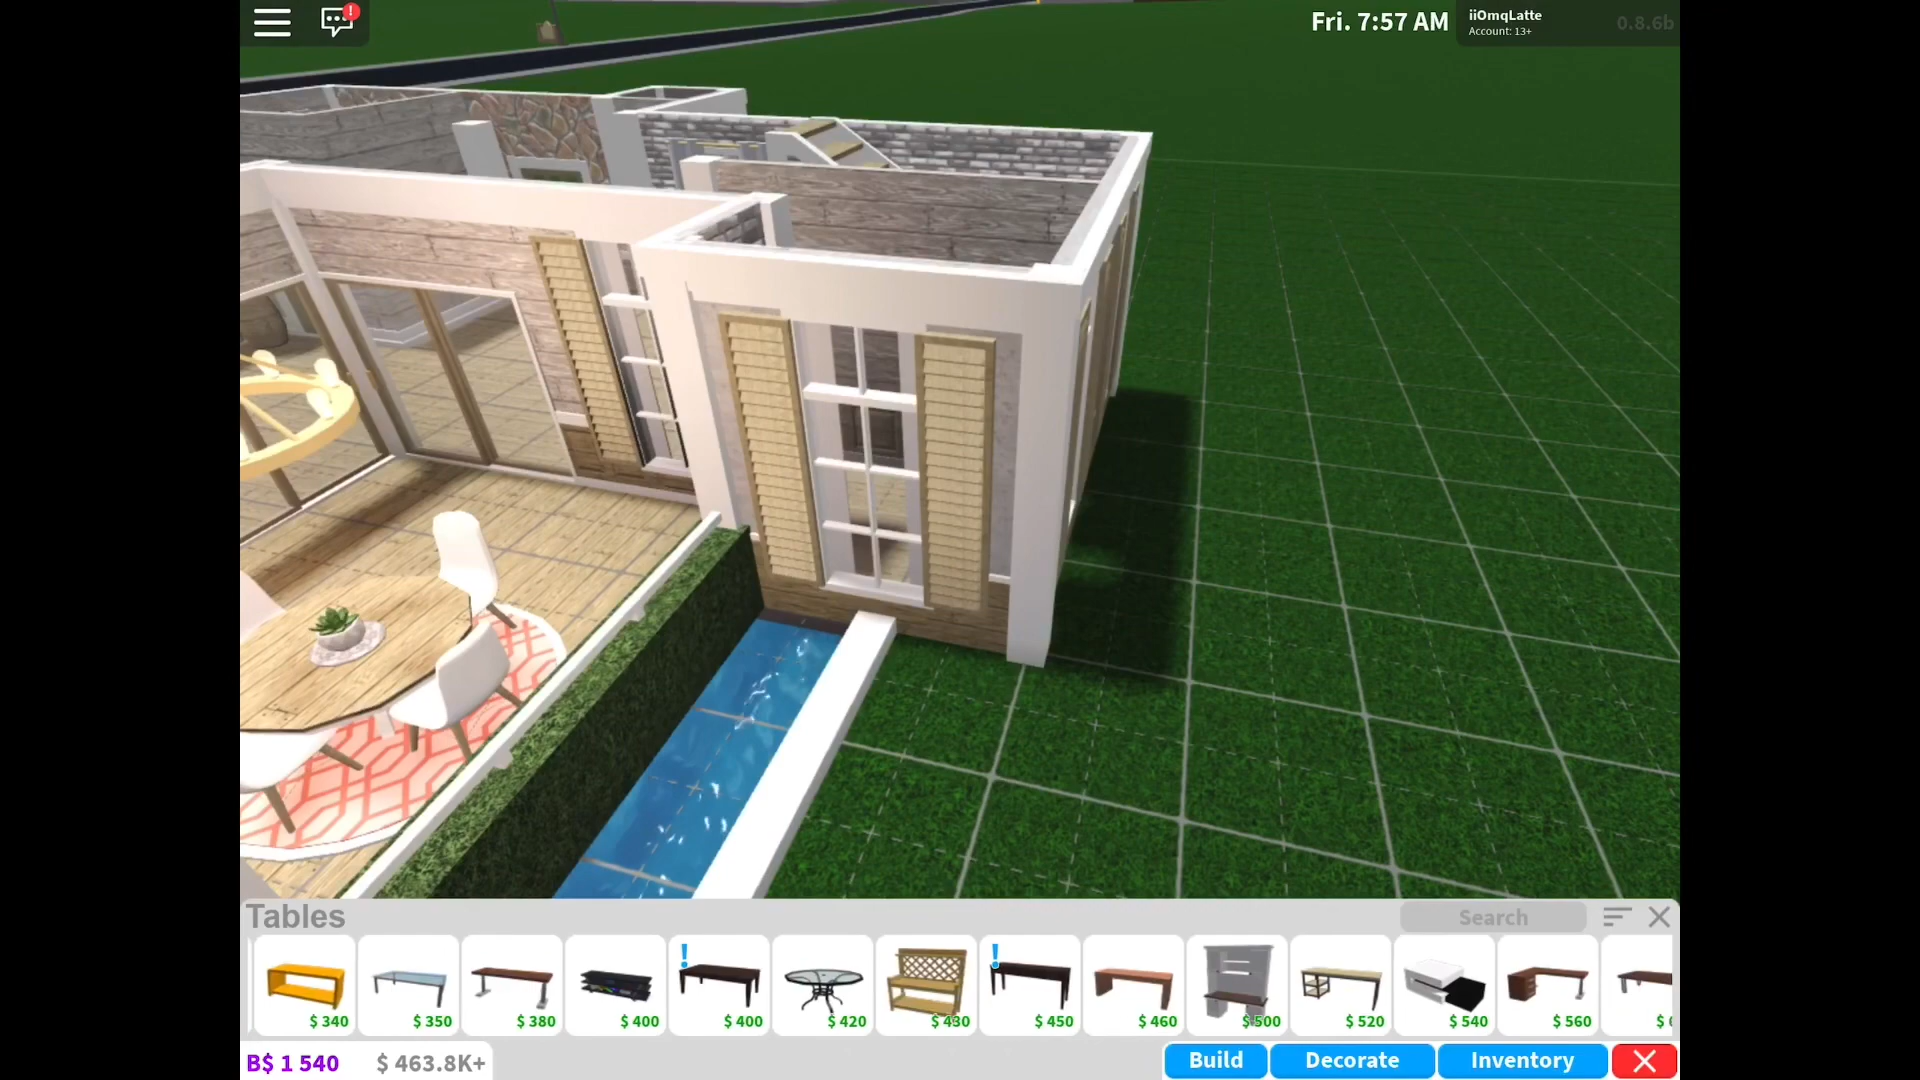 Fri. 7:57 AM
iiOmqLatte
Account: 13+
0.8.6b
Tables
Search
$ 340
$ 350
$ 380
$ 400
! $ 400
$ 420
$ 430
! $ 450
$ 460
$ 500
$ 520
$ 540
$ 560
B$ 1 540
$ 463.8K+
Build
Decorate
Inventory